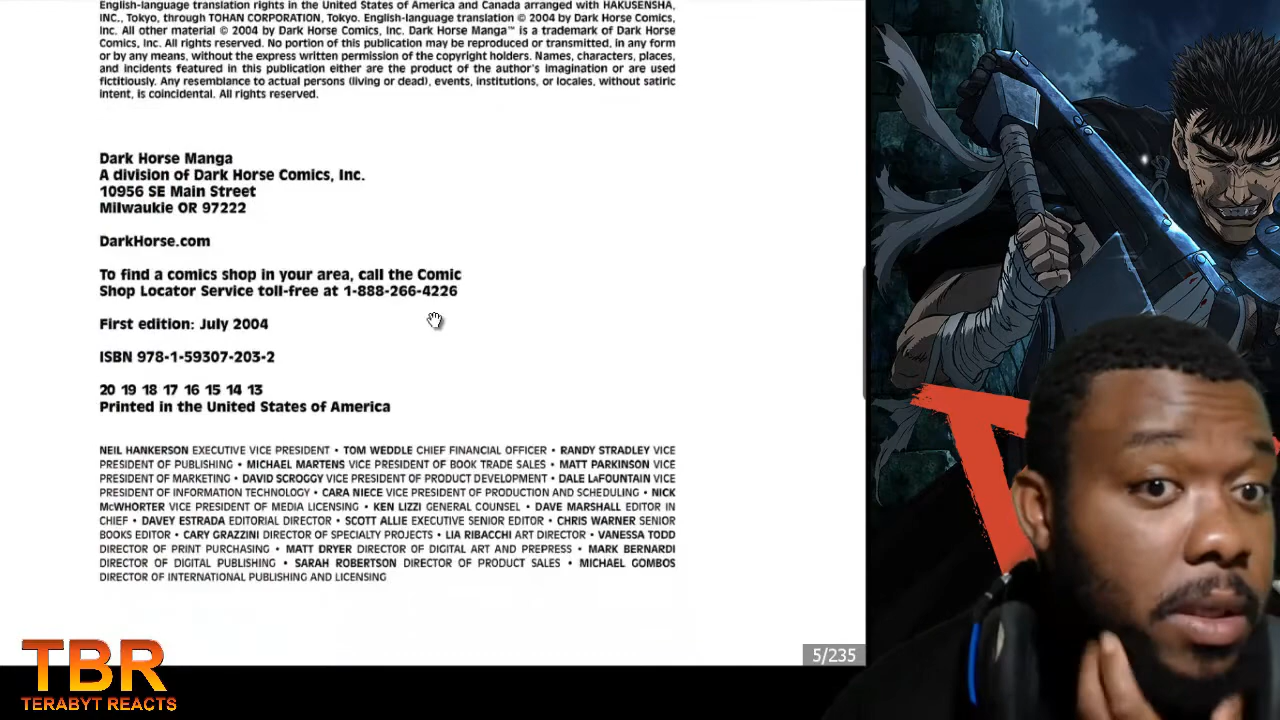 English-language translation rights in the United States of America and Canada arranged with HAKUSENSHA,
INC., Tokyo, through TOHAN CORPORATION, Tokyo. English-language translation © 2004 by Dark Horse Comics,
Inc. All other material © 2004 by Dark Horse Comics, Inc. Dark Horse Manga™ is a trademark of Dark Horse
Comics, Inc. All rights reserved. No portion of this publication may be reproduced or transmitted, in any form
or by any means, without the express written permission of the copyright holders. Names, characters, places,
and incidents featured in this publication either are the product of the author's imagination or are used
fictitiously. Any resemblance to actual persons (living or dead), events, institutions, or locales, without satiric
intent, is coincidental. All rights reserved.
Dark Horse Manga
A division of Dark Horse Comics, Inc.
10956 SE Main Street
Milwaukie OR 97222
DarkHorse.com
To find a comics shop in your area, call the Comic
Shop Locator Service toll-free at 1-888-266-4226
First edition: July 2004
ISBN 978-1-59307-203-2
20 19 18 17 16 15 14 13
Printed in the United States of America
NEIL HANKERSON EXECUTIVE VICE PRESIDENT • TOM WEDDLE CHIEF FINANCIAL OFFICER • RANDY STRADLEY VICE
PRESIDENT OF PUBLISHING • MICHAEL MARTENS VICE PRESIDENT OF BOOK TRADE SALES • MATT PARKINSON VICE
PRESIDENT OF MARKETING • DAVID SCROGGY VICE PRESIDENT OF PRODUCT DEVELOPMENT • DALE LaFOUNTAIN VICE
PRESIDENT OF INFORMATION TECHNOLOGY • CARA NIECE VICE PRESIDENT OF PRODUCTION AND SCHEDULING • NICK
McWHORTER VICE PRESIDENT OF MEDIA LICENSING • KEN LIZZI GENERAL COUNSEL • DAVE MARSHALL EDITOR IN
CHIEF • DAVEY ESTRADA EDITORIAL DIRECTOR • SCOTT ALLIE EXECUTIVE SENIOR EDITOR • CHRIS WARNER SENIOR
BOOKS EDITOR • CARY GRAZZINI DIRECTOR OF SPECIALTY PROJECTS • LIA RIBACCHI ART DIRECTOR • VANESSA TODD
DIRECTOR OF PRINT PURCHASING • MATT DRYER DIRECTOR OF DIGITAL ART AND PREPRESS • MARK BERNARDI
DIRECTOR OF DIGITAL PUBLISHING • SARAH ROBERTSON DIRECTOR OF PRODUCT SALES • MICHAEL GOMBOS
DIRECTOR OF INTERNATIONAL PUBLISHING AND LICENSING
5/235
TBR
TERABYT REACTS